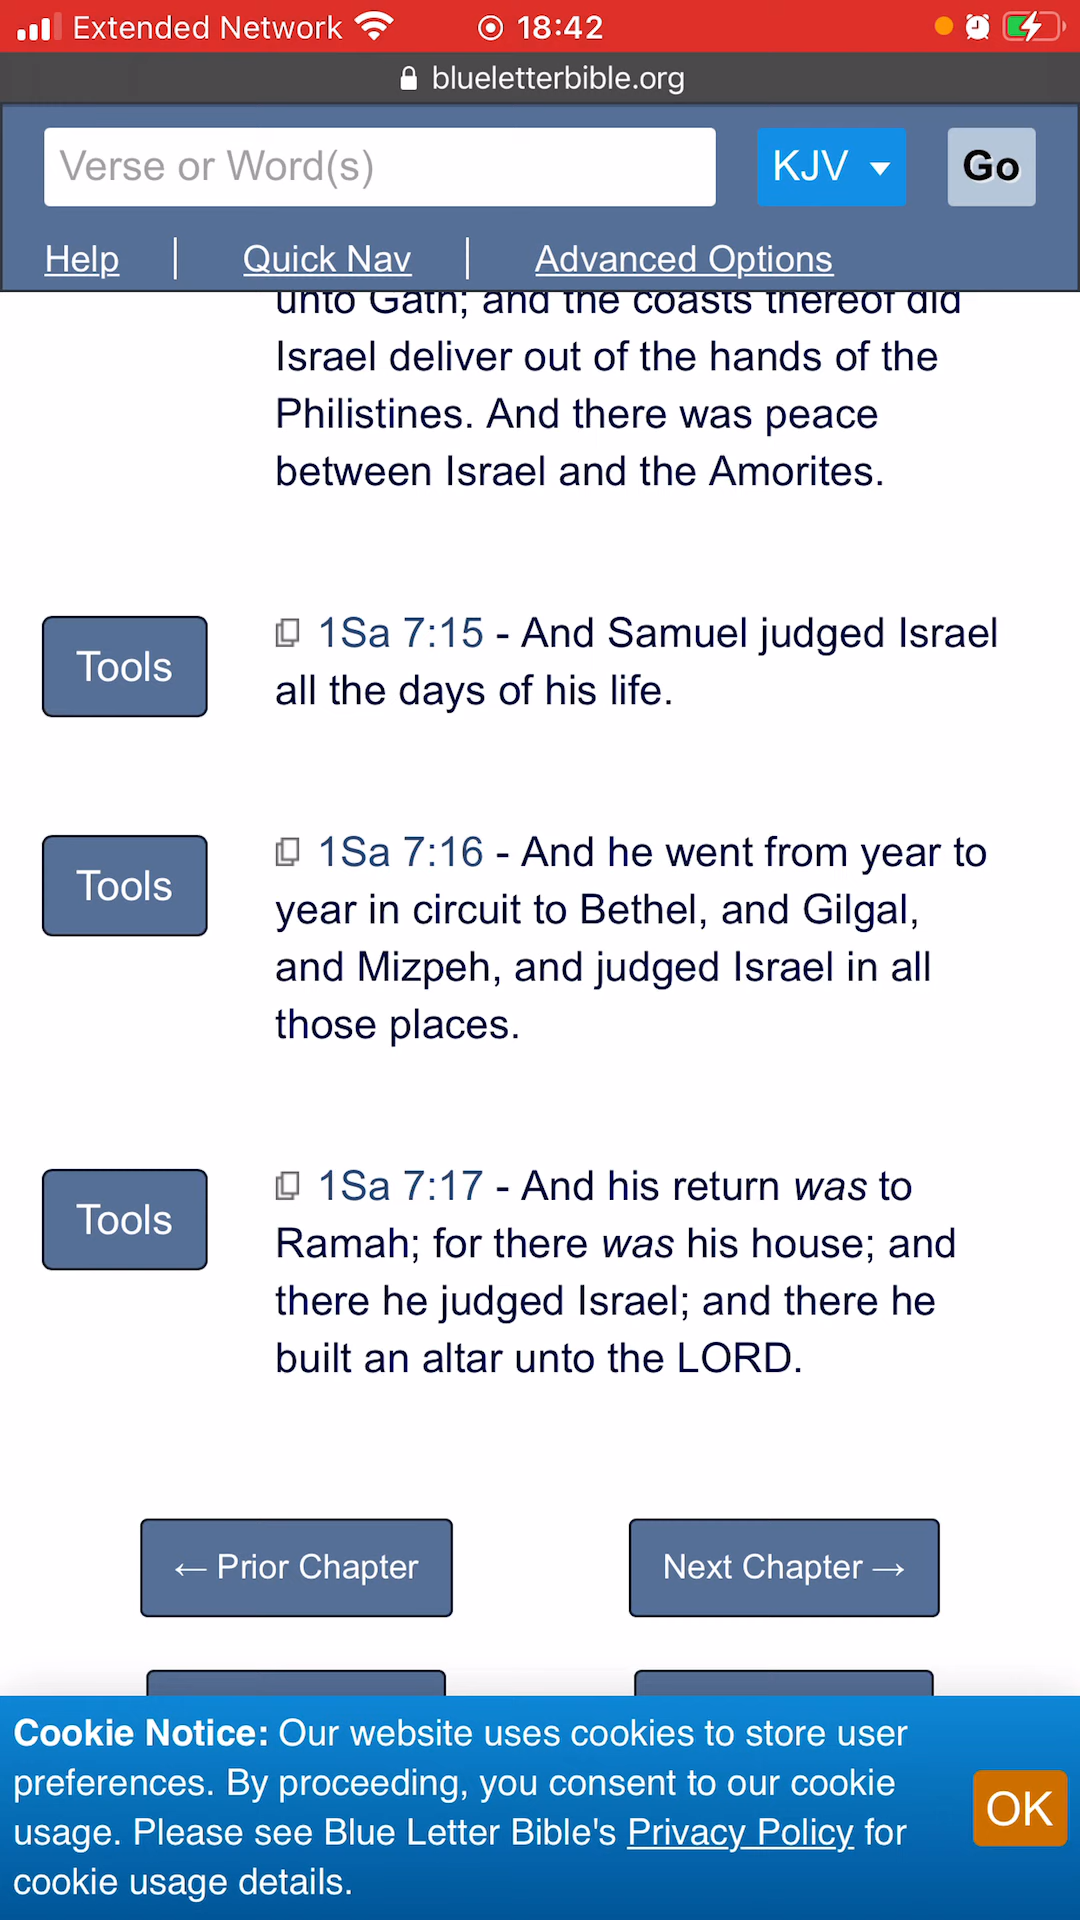 Extended Network 18:42
blueletterbible.org
Verse or Word(s) KJV Go
Help | Quick Nav | Advanced Options
unto Gath; and the coasts thereof did
Israel deliver out of the hands of the
Philistines. And there was peace
between Israel and the Amorites.
Tools
1Sa 7:15 - And Samuel judged Israel
all the days of his life.
Tools
1Sa 7:16 - And he went from year to
year in circuit to Bethel, and Gilgal,
and Mizpeh, and judged Israel in all
those places.
Tools
1Sa 7:17 - And his return was to
Ramah; for there was his house; and
there he judged Israel; and there he
built an altar unto the LORD.
← Prior Chapter Next Chapter →
Cookie Notice: Our website uses cookies to store user
preferences. By proceeding, you consent to our cookie
usage. Please see Blue Letter Bible's Privacy Policy for
cookie usage details.
OK